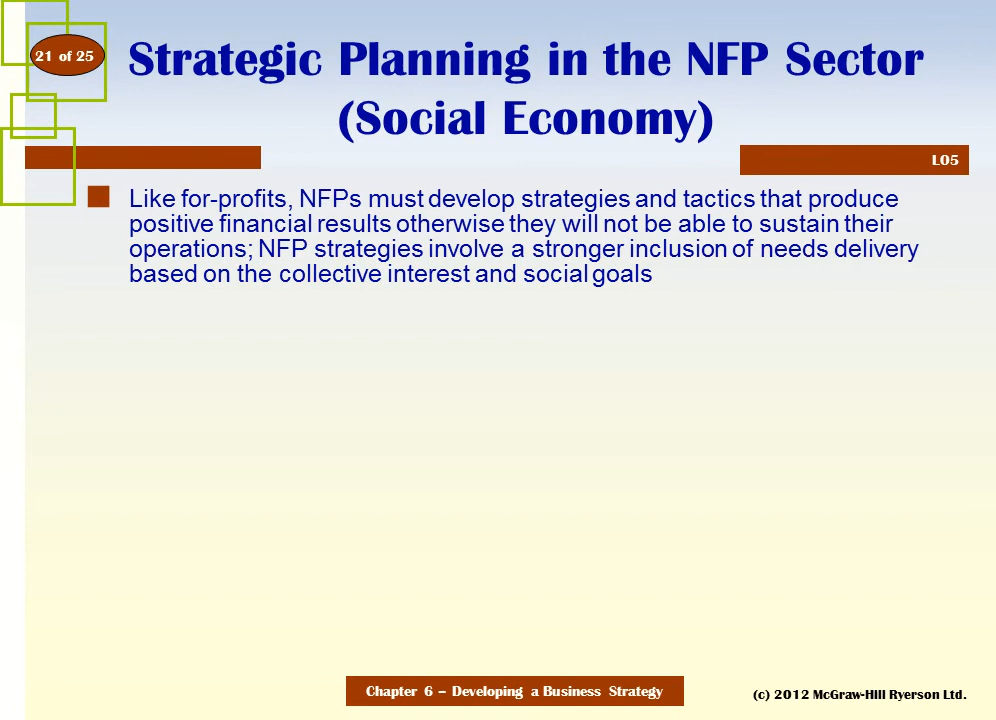 21 of 25
Strategic Planning in the NFP Sector
(Social Economy)
LO5
Like for-profits, NFPs must develop strategies and tactics that produce
positive financial results otherwise they will not be able to sustain their
operations; NFP strategies involve a stronger inclusion of needs delivery
based on the collective interest and social goals
Chapter 6 – Developing a Business Strategy
(c) 2012 McGraw-Hill Ryerson Ltd.